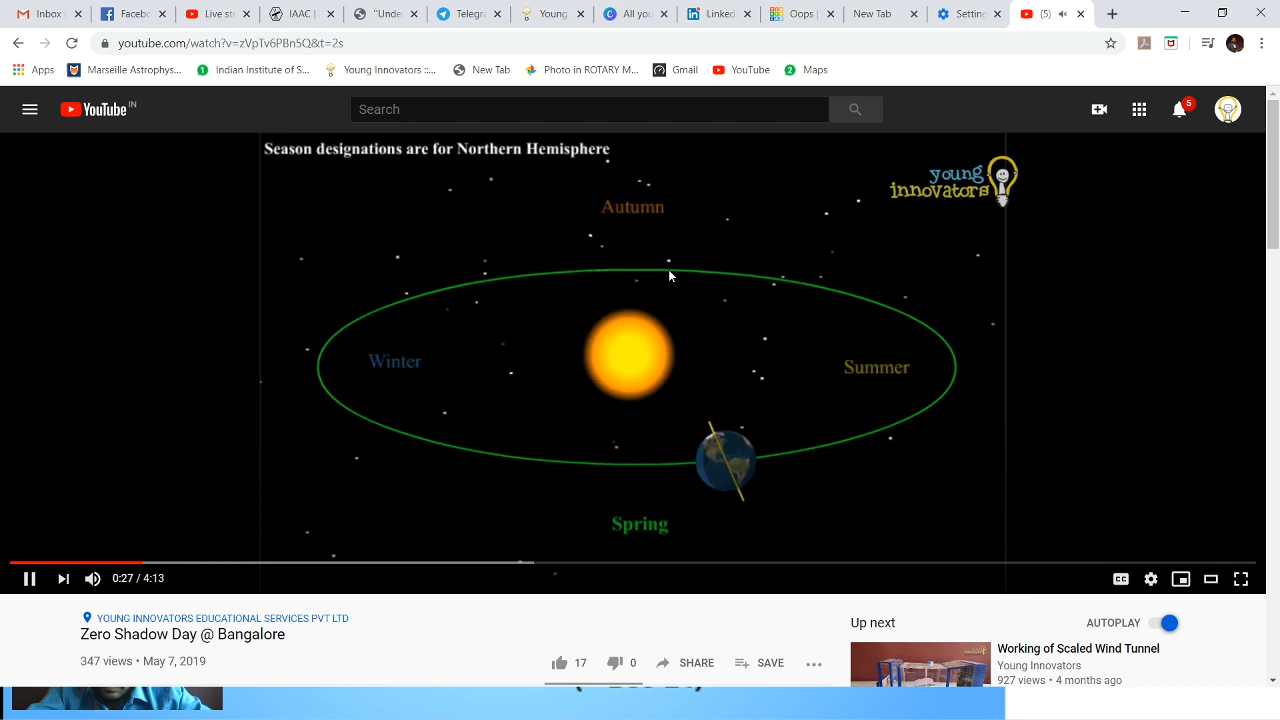 Inbox (
Facebo
Live str
IAAC |
"Under
Telegra
Young
All you
Linked
Oops |
New Tab
Setting
(5)
youtube.com/watch?v=zVpTv6PBn5Q&t=2s
Apps
Marseille Astrophys...
Indian Institute of S...
Young Innovators ::...
New Tab
Photo in ROTARY M...
Gmail
YouTube
Maps
YouTube IN
Search
5
Season designations are for Northern Hemisphere
young
innovators
Autumn
Winter
Summer
Spring
0:27 / 4:13
CC
YOUNG INNOVATORS EDUCATIONAL SERVICES PVT LTD
Zero Shadow Day @ Bangalore
347 views • May 7, 2019
17
0
SHARE
SAVE
Up next
AUTOPLAY
Working of Scaled Wind Tunnel
Young Innovators
927 views • 4 months ago